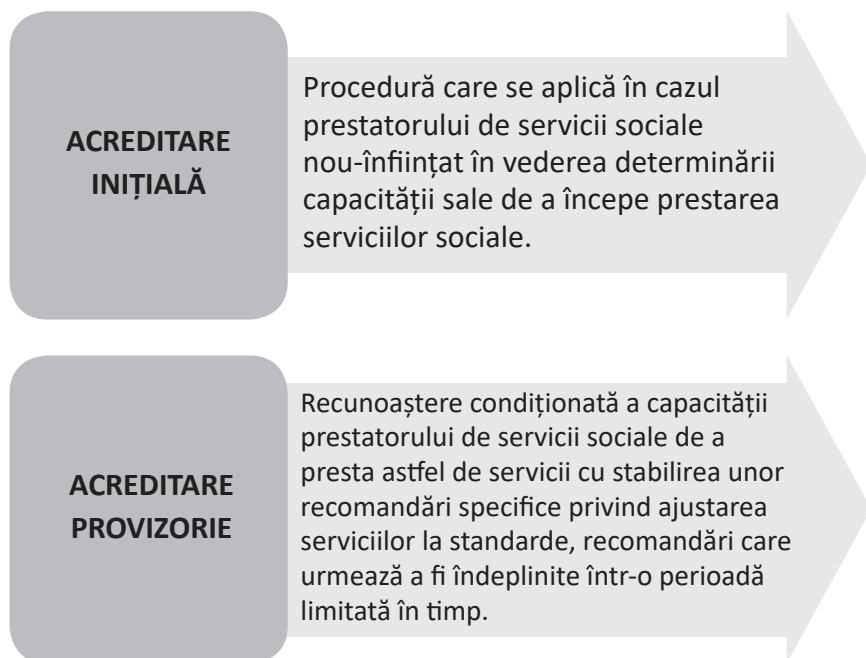 ACREDITARE
INIȚIALĂ
Procedură care se aplică în cazul
prestatorului de servicii sociale
nou-înființat în vederea determinării
capacității sale de a începe prestarea
serviciilor sociale.
ACREDITARE
PROVIZORIE
Recunoaștere condiționată a capacității
prestatorului de servicii sociale de a
presta astfel de servicii cu stabilirea unor
recomandări specifice privind ajustarea
serviciilor la standarde, recomandări care
urmează a fi îndeplinite într-o perioadă
limitată în timp.